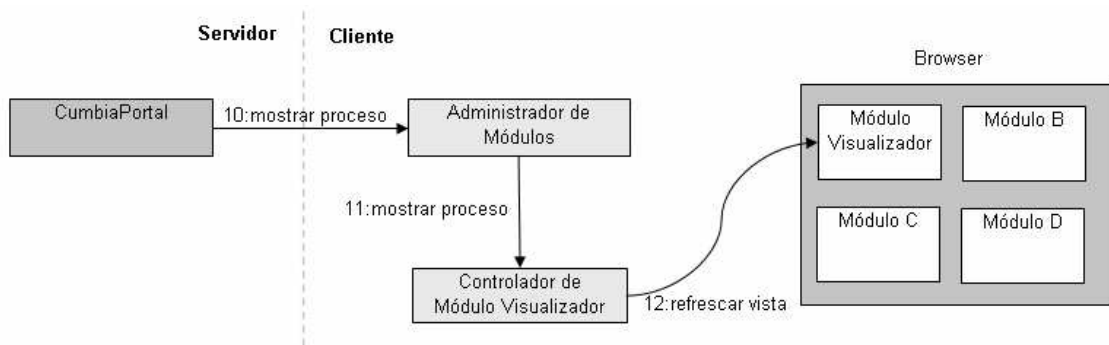 Servidor
Cliente
Browser
CumbiaPortal
10:mostrar proceso
Administrador de
Módulos
Módulo
Visualizador
Módulo B
11:mostrar proceso
Módulo C
Módulo D
Controlador de
Módulo Visualizador
12:refrescar vista